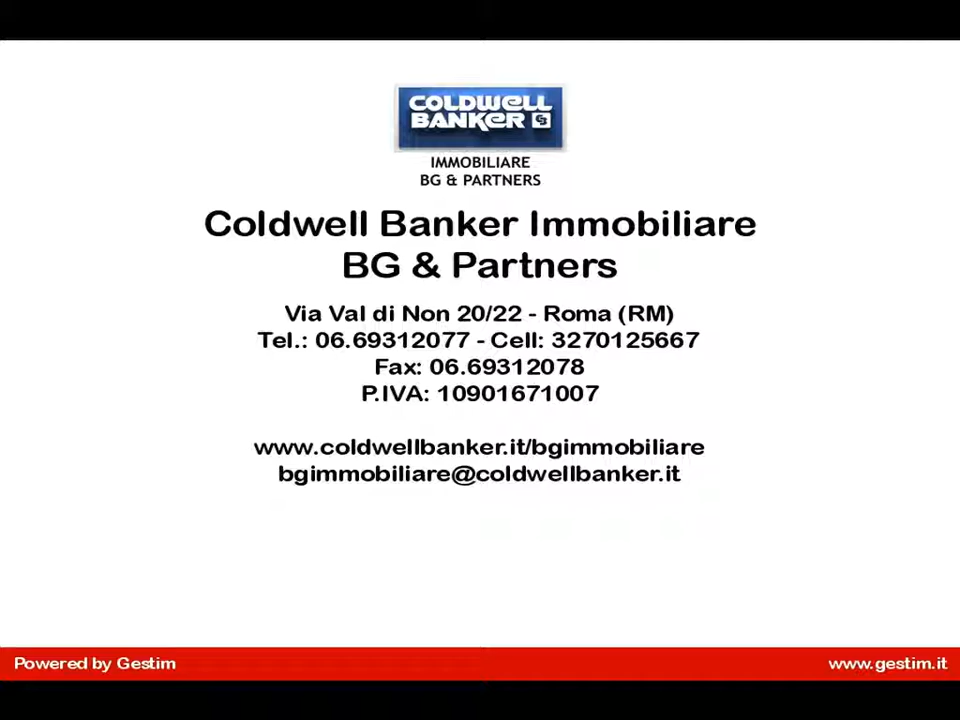 COLDWELL
BANKER CB
IMMOBILIARE
BG & PARTNERS
Coldwell Banker Immobiliare
BG & Partners
Via Val di Non 20/22 - Roma (RM)
Tel.: 06.69312077 - Cell: 3270125667
Fax: 06.69312078
P.IVA: 10901671007
www.coldwellbanker.it/bgimmobiliare
bgimmobiliare@coldwellbanker.it
Powered by Gestim
www.gestim.it